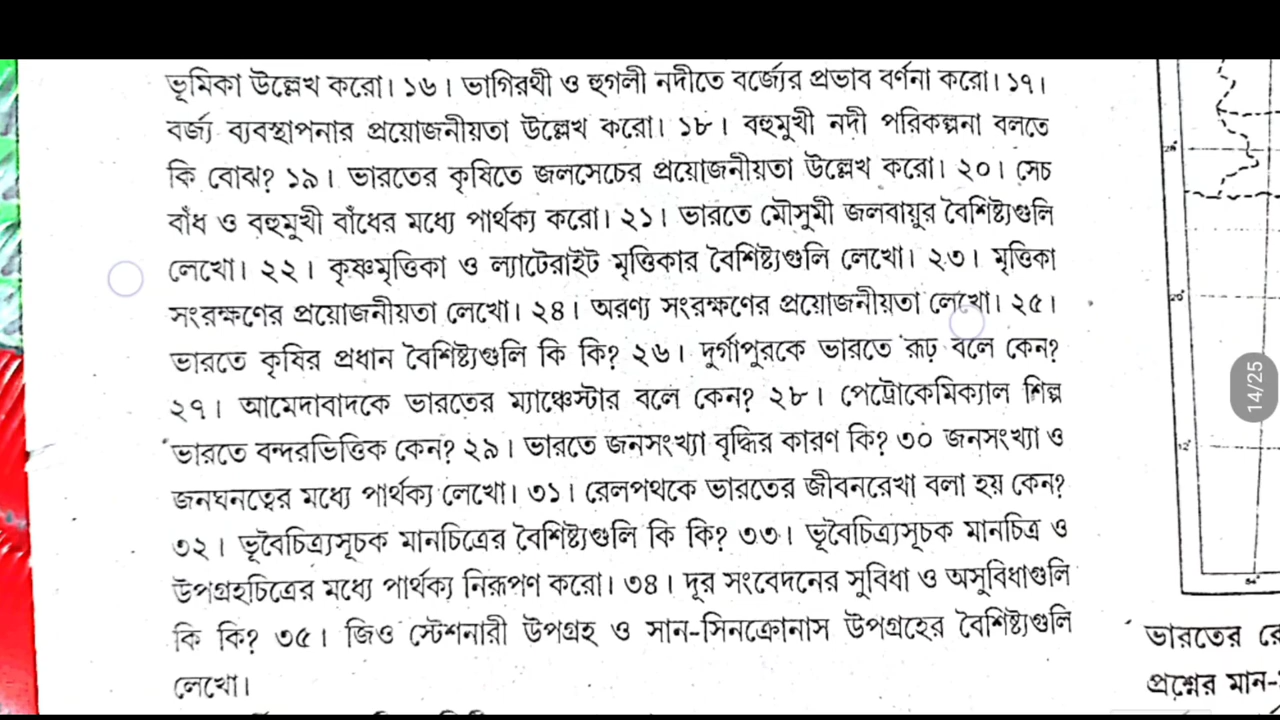 ভূমিকা উল্লেখ করো। ১৬। ভাগিরথী ও হুগলী নদীতে বর্জ্যের প্রভাব বর্ণনা করো। ১৭।
বর্জ্য ব্যবস্থাপনার প্রয়োজনীয়তা উল্লেখ করো। ১৮। বহুমুখী নদী পরিকল্পনা বলতে
কি বোঝ? ১৯। ভারতের কৃষিতে জলসেচের প্রয়োজনীয়তা উল্লেখ করো। ২০। সেচ
বাঁধ ও বহুমুখী বাঁধের মধ্যে পার্থক্য করো। ২১। ভারতে মৌসুমী জলবায়ুর বৈশিষ্ট্যগুলি
লেখো। ২২। কৃষ্ণমৃত্তিকা ও ল্যাটেরাইট মৃত্তিকার বৈশিষ্ট্যগুলি লেখো। ২৩। মৃত্তিকা
সংরক্ষণের প্রয়োজনীয়তা লেখো। ২৪। অরণ্য সংরক্ষণের প্রয়োজনীয়তা লেখো। ২৫।
ভারতে কৃষির প্রধান বৈশিষ্ট্যগুলি কি কি? ২৬। দুর্গাপুরকে ভারতে রূঢ় বলে কেন?
২৭। আমেদাবাদকে ভারতের ম্যাঞ্চেস্টার বলে কেন? ২৮। পেট্রোকেমিক্যাল শিল্প
ভারতে বন্দরভিত্তিক কেন? ২৯। ভারতে জনসংখ্যা বৃদ্ধির কারণ কি? ৩০ জনসংখ্যা ও
জনঘনত্বের মধ্যে পার্থক্য লেখো। ৩১। রেলপথকে ভারতের জীবনরেখা বলা হয় কেন?
৩২। ভূবৈচিত্র্যসূচক মানচিত্রের বৈশিষ্ট্যগুলি কি কি? ৩৩। ভূবৈচিত্র্যসূচক মানচিত্র ও
উপগ্রহচিত্রের মধ্যে পার্থক্য নিরূপণ করো। ৩৪। দূর সংবেদনের সুবিধা ও অসুবিধাগুলি
কি কি? ৩৫। জিও স্টেশনারী উপগ্রহ ও সান-সিনক্রোনাস উপগ্রহের বৈশিষ্ট্যগুলি
লেখো।
14/25
ভারতের রে
প্রশ্নের মান-